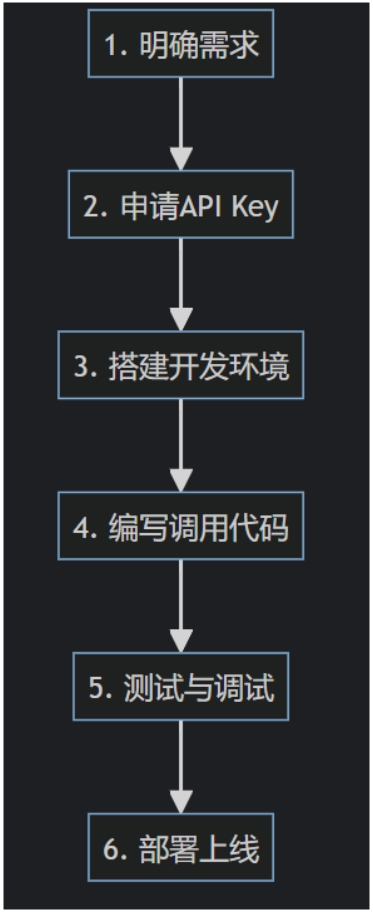 1. 明确需求
2. 申请API Key
3. 搭建开发环境
4. 编写调用代码
5. 测试与调试
6. 部署上线